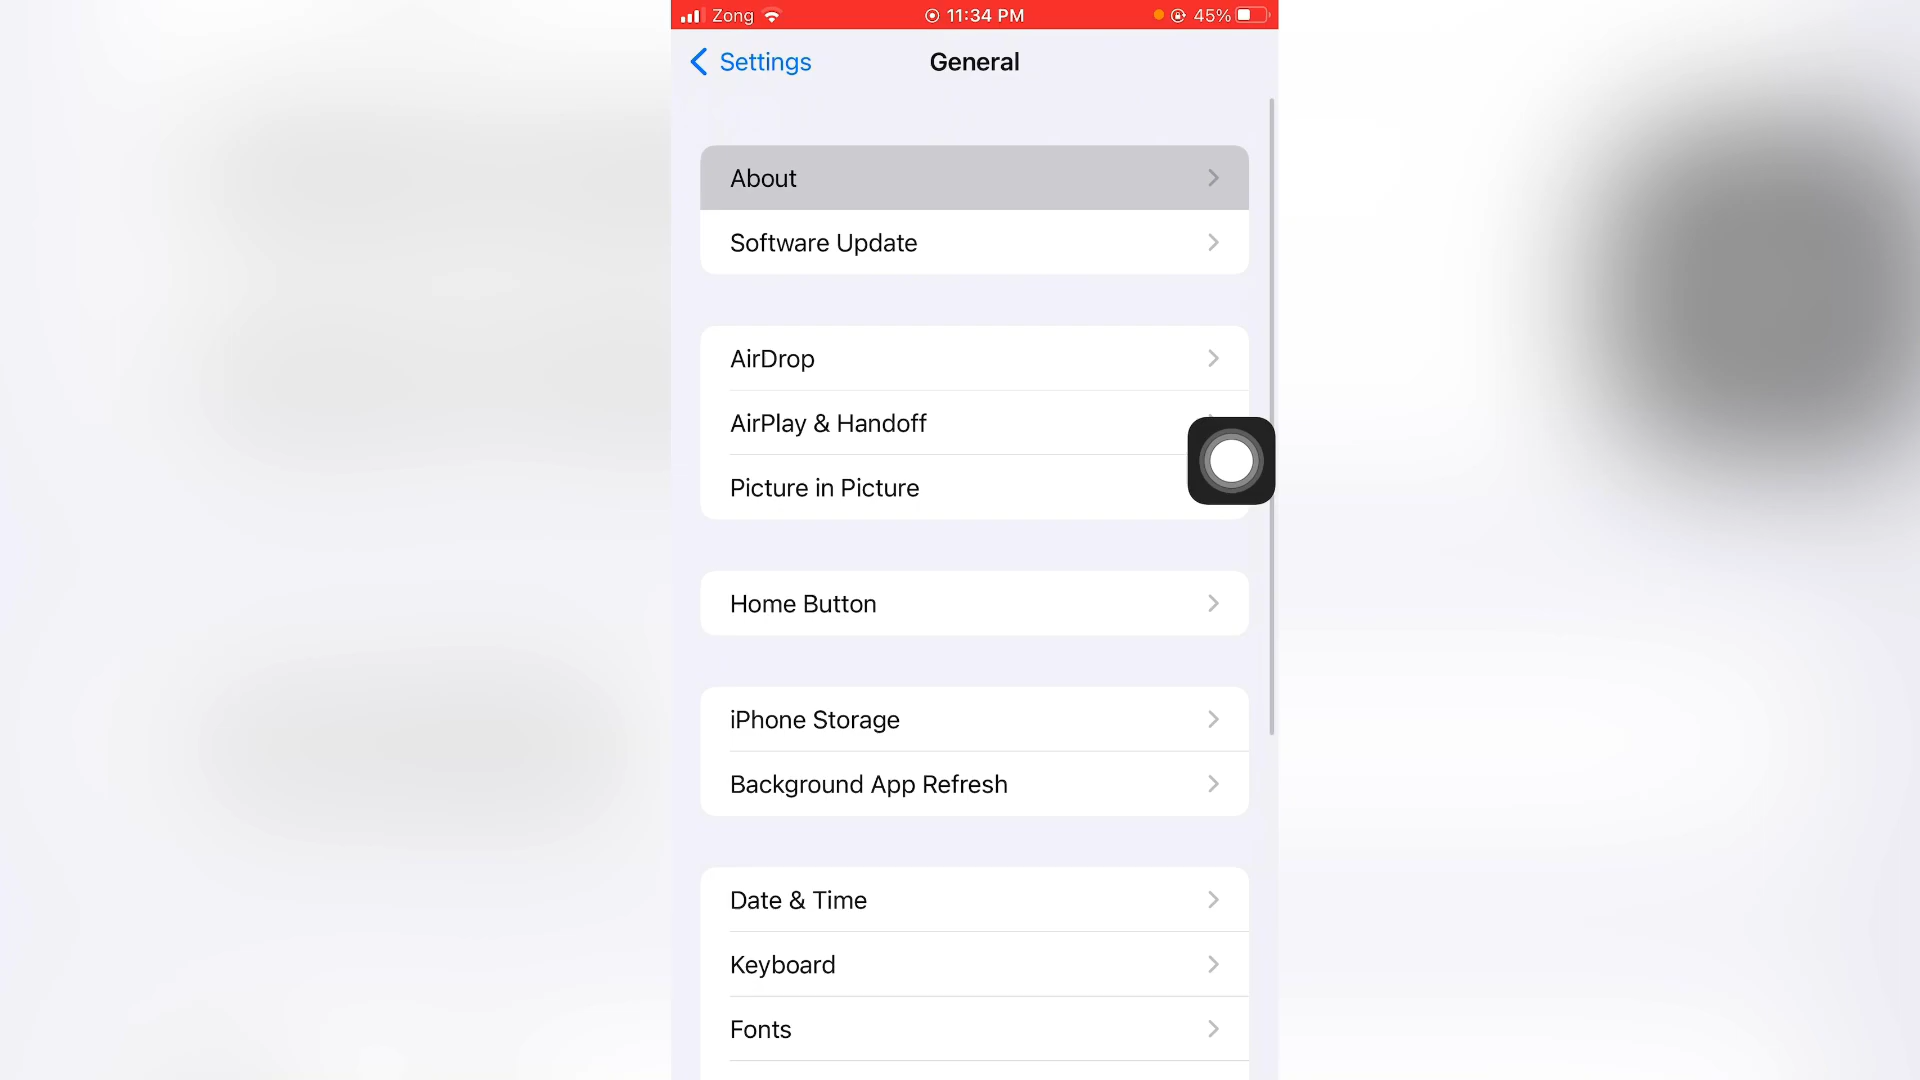 Zong 11:34 PM 45%
Settings General
About
Software Update
AirDrop
AirPlay & Handoff
Picture in Picture
Home Button
iPhone Storage
Background App Refresh
Date & Time
Keyboard
Fonts